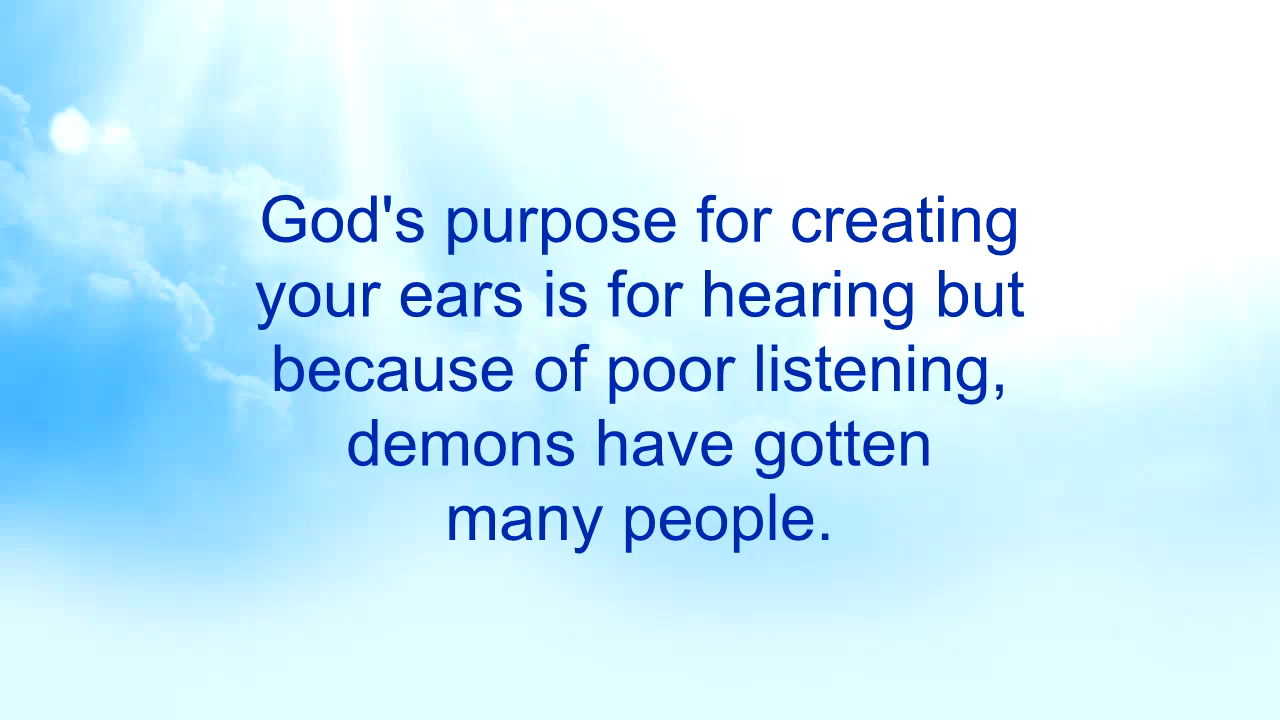 God's purpose for creating
your ears is for hearing but
because of poor listening,
demons have gotten
many people.